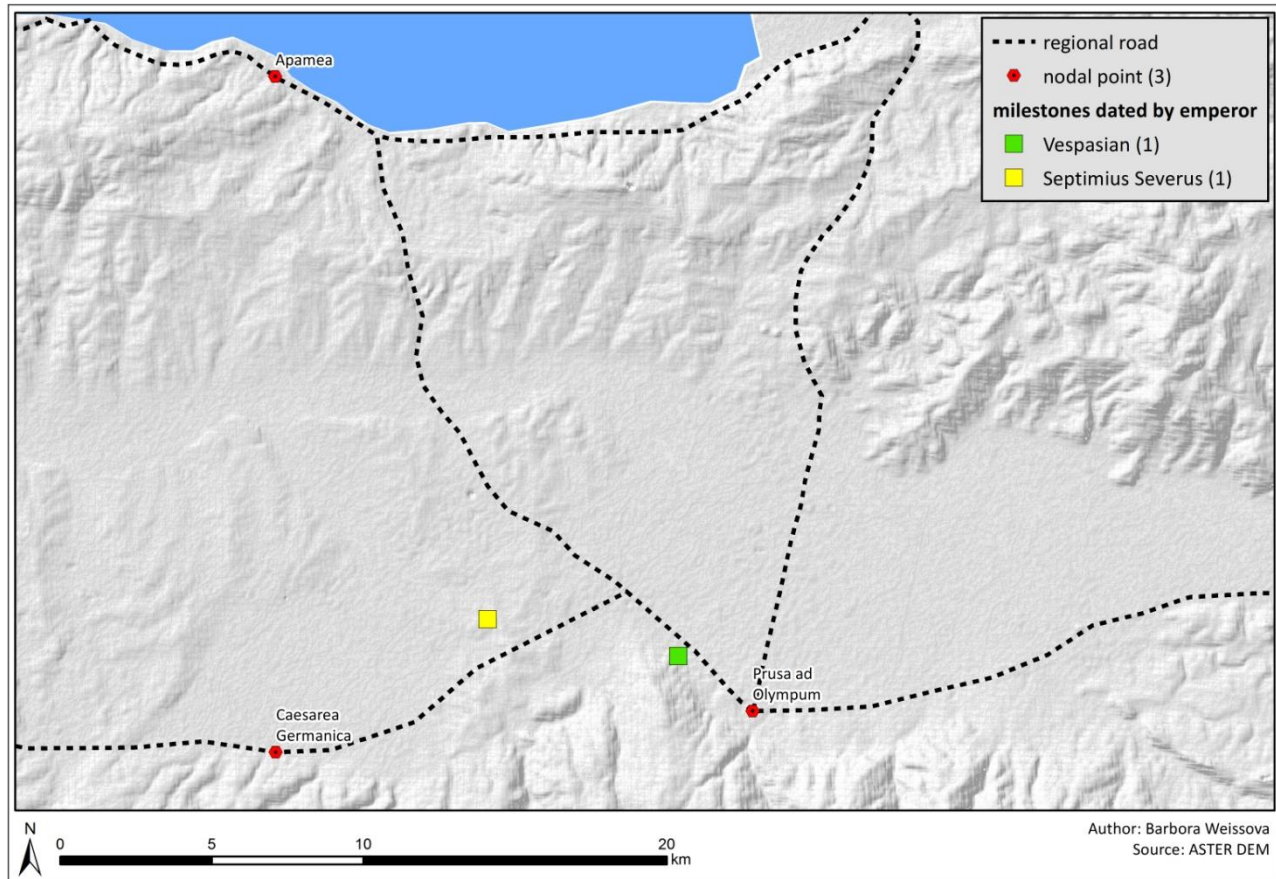 Apamea
regional road
nodal point (3)
milestones dated by emperor
Vespasian (1)
Septimius Severus (1)
Prusa ad
Olympum
Caesarea
Germanica
N
0 5 10 20
km
Author: Barbora Weissova
Source: ASTER DEM